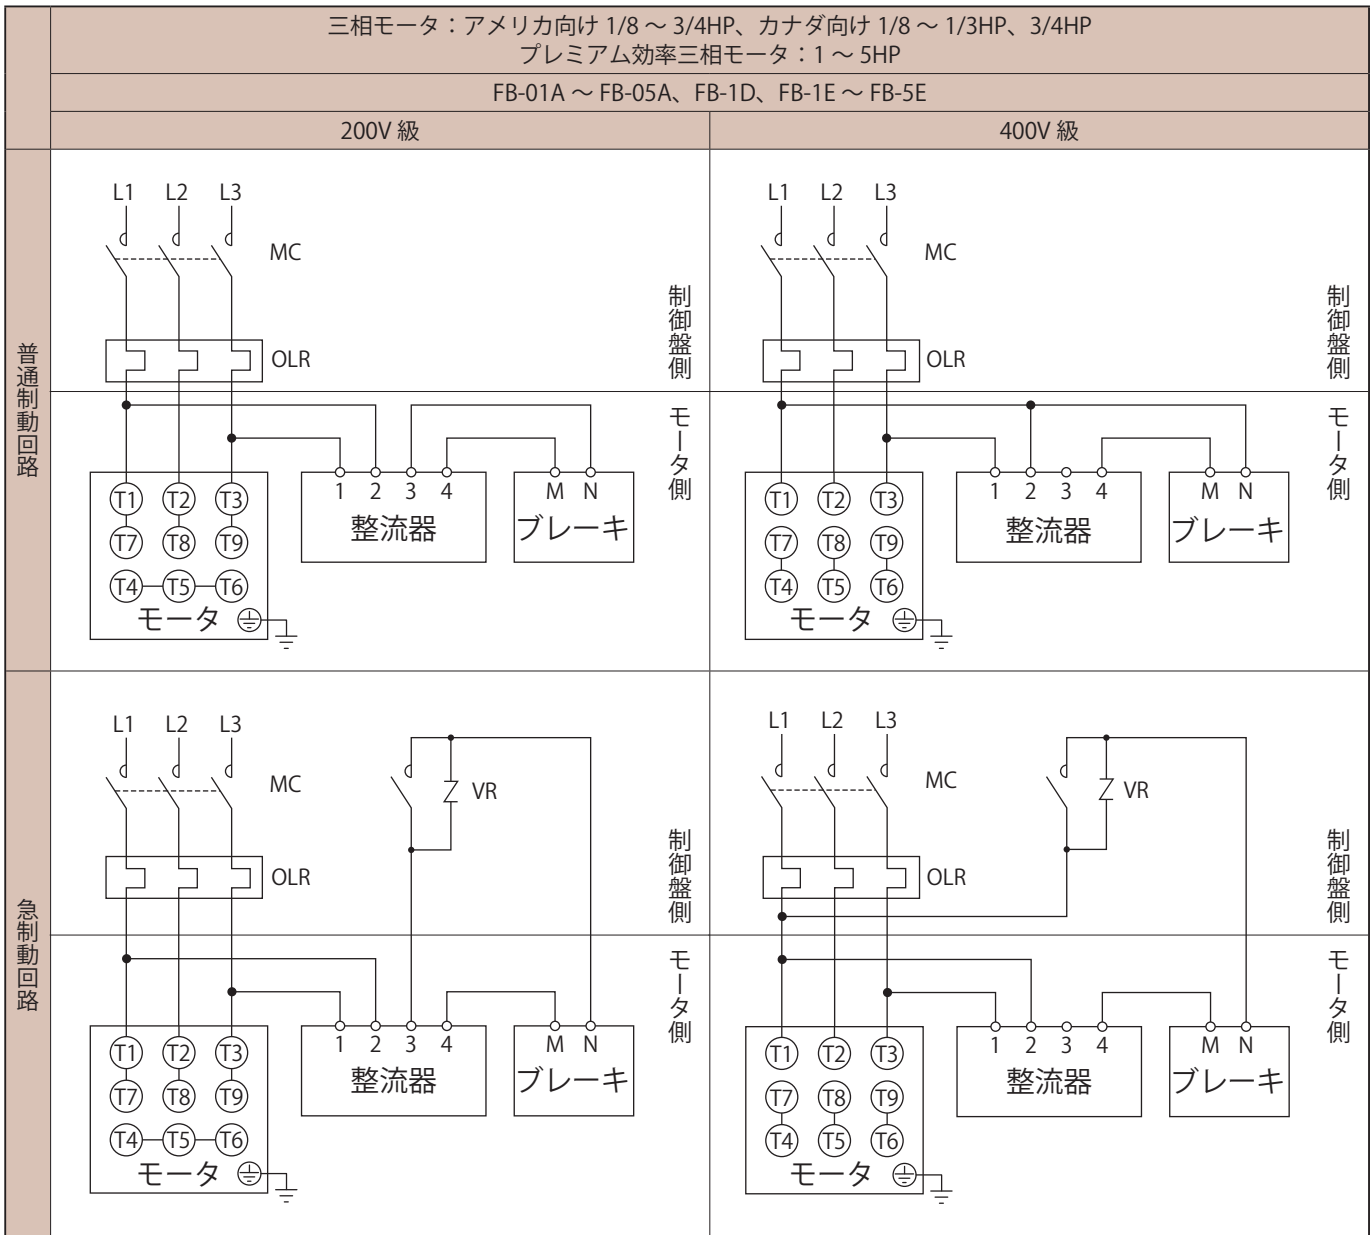 三相モータ：アメリカ向け 1/8 ～ 3/4HP、カナダ向け 1/8 ～ 1/3HP、3/4HP
プレミアム効率三相モータ：1 ～ 5HP
FB-01A ～ FB-05A、FB-1D、FB-1E ～ FB-5E
200V 級
400V 級
普通制動回路
L1 L2 L3
MC
OLR
制御盤側
モータ側
1 2 3 4
整流器
M N
ブレーキ
T1 T2 T3
T7 T8 T9
T4 T5 T6
モータ
L1 L2 L3
MC
OLR
制御盤側
モータ側
1 2 3 4
整流器
M N
ブレーキ
T1 T2 T3
T7 T8 T9
T4 T5 T6
モータ
急制動回路
L1 L2 L3
MC
VR
OLR
制御盤側
モータ側
1 2 3 4
整流器
M N
ブレーキ
T1 T2 T3
T7 T8 T9
T4 T5 T6
モータ
L1 L2 L3
MC
VR
OLR
制御盤側
モータ側
1 2 3 4
整流器
M N
ブレーキ
T1 T2 T3
T7 T8 T9
T4 T5 T6
モータ